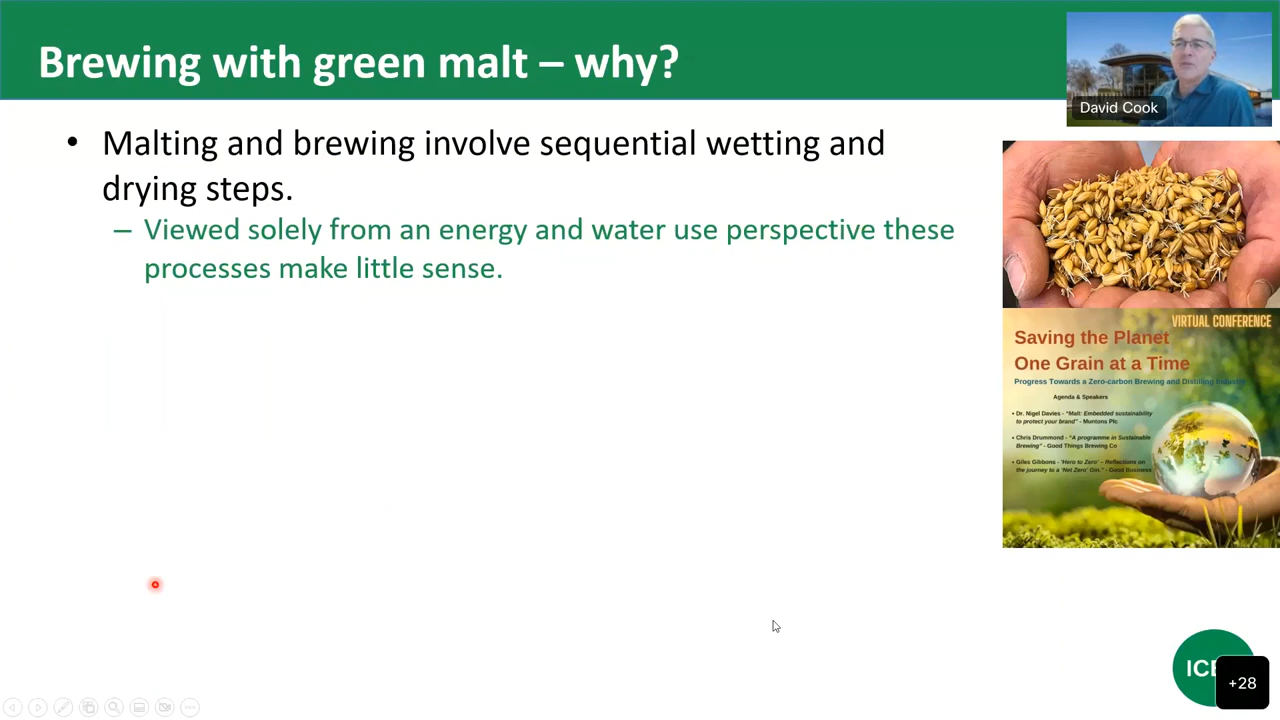 Brewing with green malt – why?
David Cook
• Malting and brewing involve sequential wetting and
drying steps.
– Viewed solely from an energy and water use perspective these
processes make little sense.
VIRTUAL CONFERENCE
Saving the Planet
One Grain at a Time
Progress Towards a Zero-carbon Brewing and Distilling Industry
Agenda & Speakers
• Dr. Nigel Davies - "Malt: Embedded sustainability
to protect your brand" - Muntons Plc
• Chris Drummond - "A programme in Sustainable
Brewing" - Good Things Brewing Co
• Giles Gibbons - 'Hero to Zero' – Reflections on
the journey to a 'Net Zero' Gin." - Good Business
+28